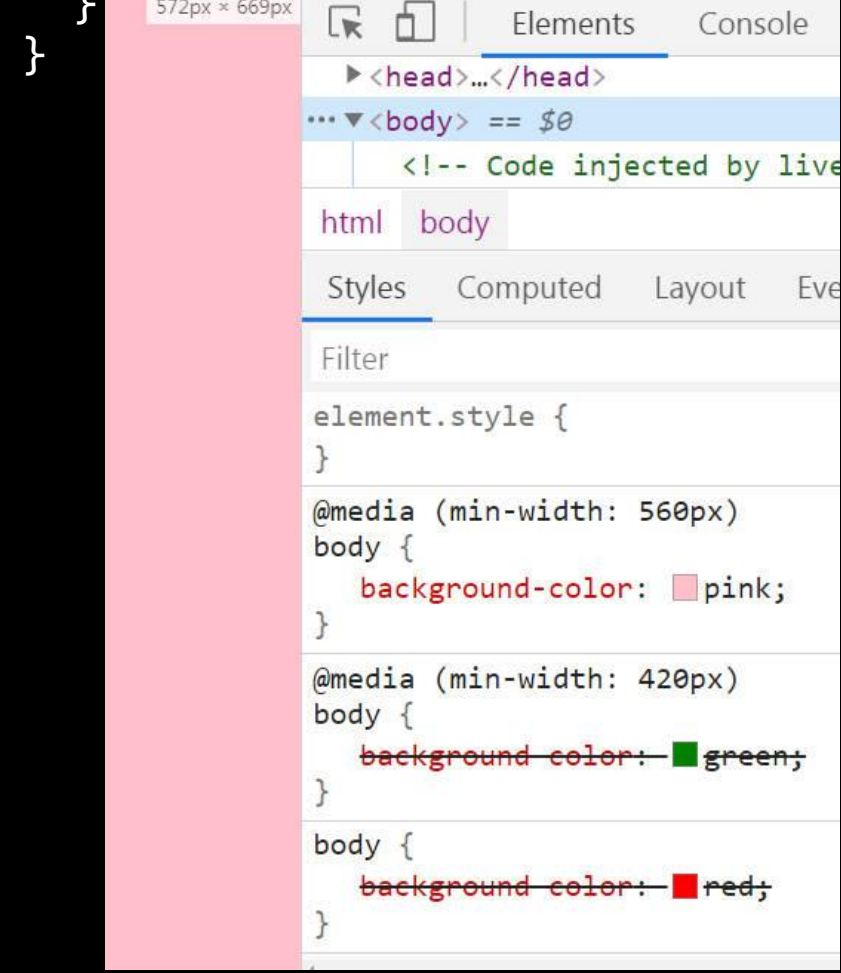 }
}
572px × 669px
Elements Console
▶<head>…</head>
… ▼<body> == $0
<!-- Code injected by live
html body
Styles Computed Layout Eve
Filter
element.style {
}
@media (min-width: 560px)
body {
background-color: pink;
}
@media (min-width: 420px)
body {
background-color: green;
}
body {
background-color: red;
}